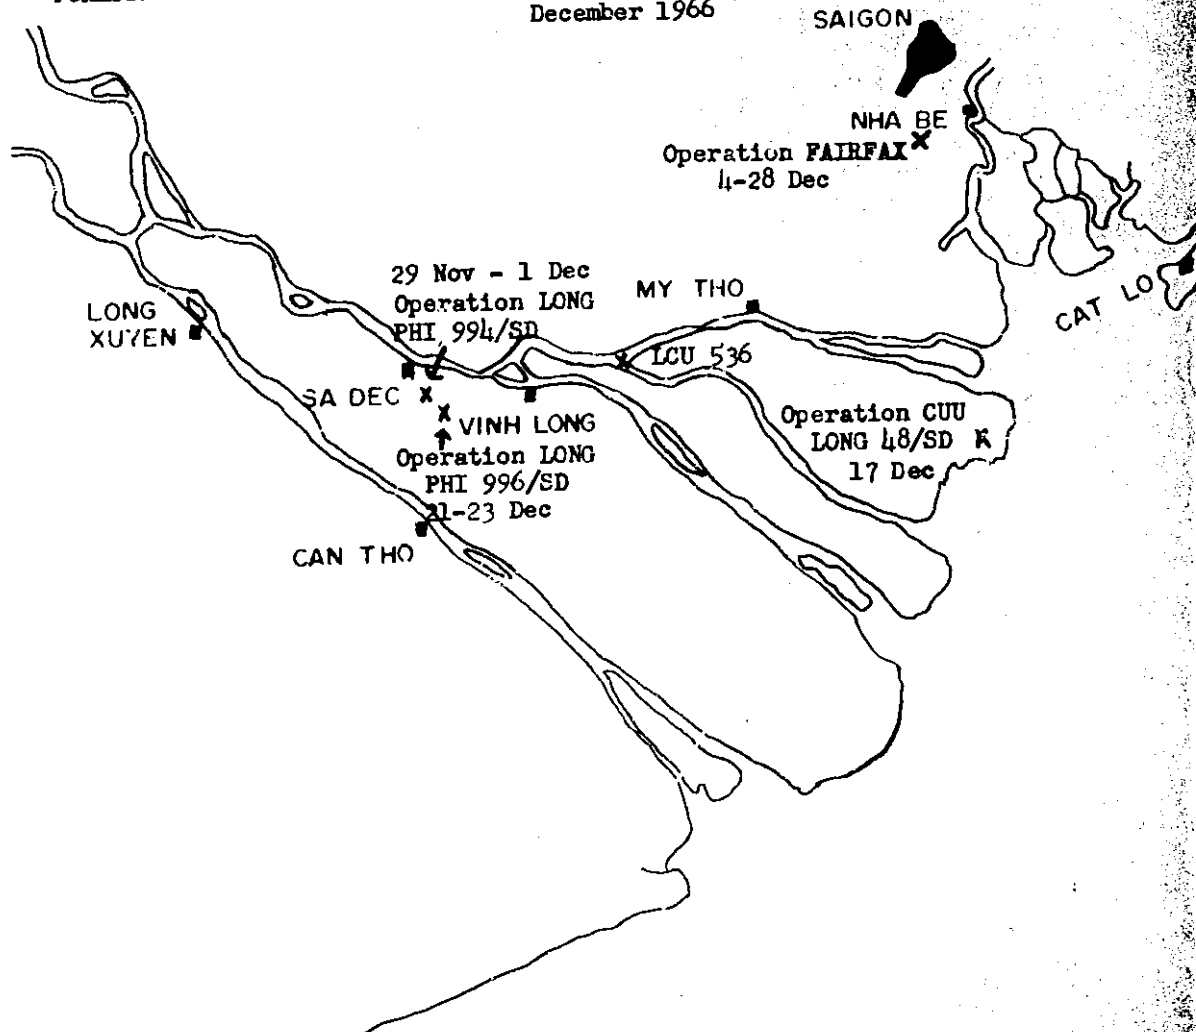 December 1966
SAIGON
NHA BE
Operation FAIRFAX X
4-28 Dec
CAT LO
29 Nov - 1 Dec
Operation LONG
PHI 994/SD
MY THO
LONG
XUYEN
X LCU 536
SA DEC X
X VINH LONG
Operation CUU
LONG 48/SD
17 Dec
Operation LONG
PHI 996/SD
21-23 Dec
CAN THO